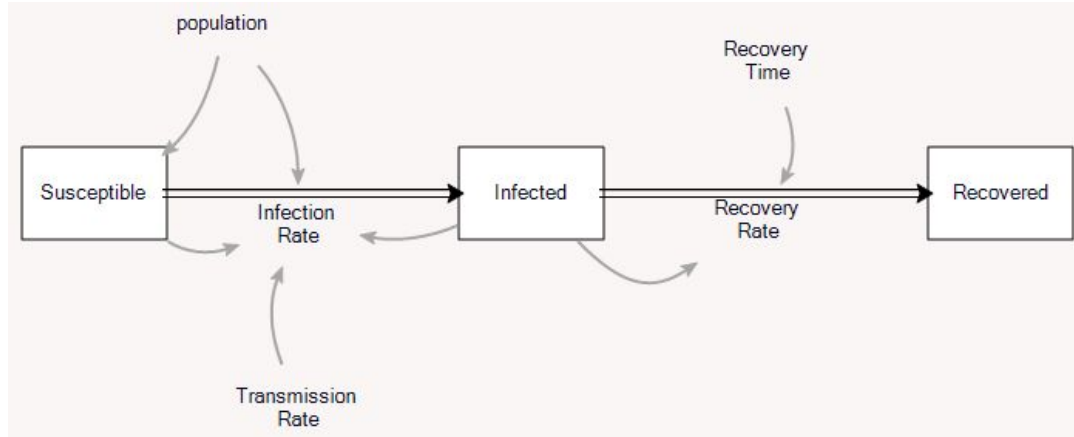 population
Recovery
Time
Susceptible
Infected
Recovered
Infection
Rate
Recovery
Rate
Transmission
Rate